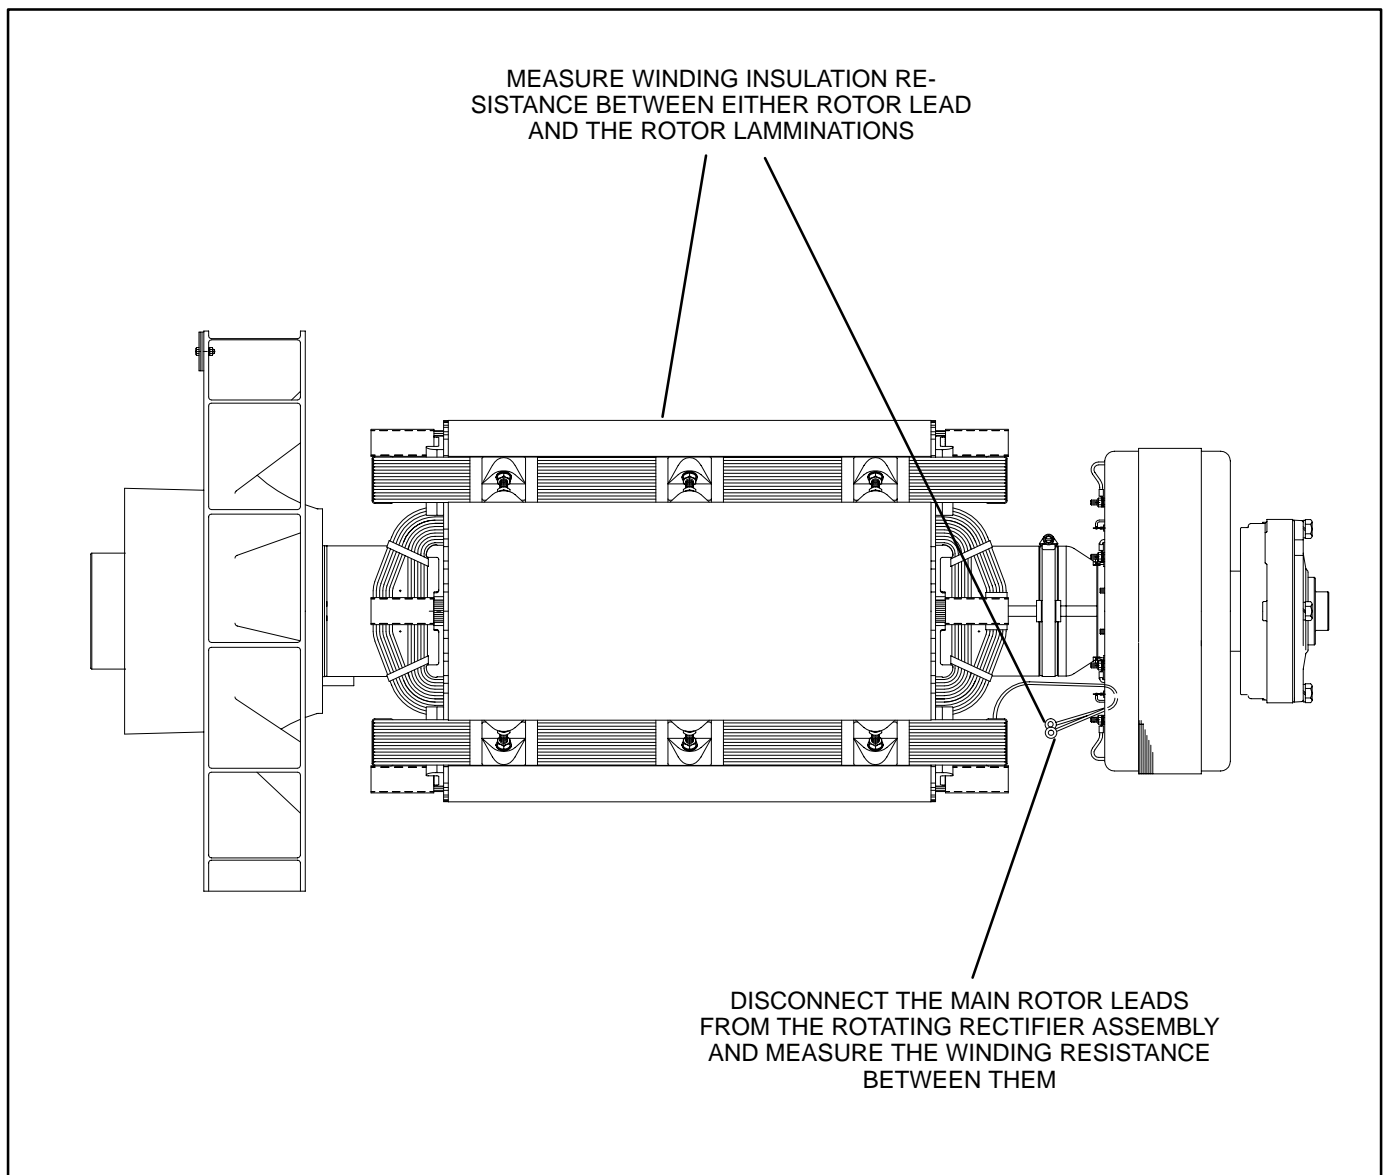 MEASURE WINDING INSULATION RE-
SISTANCE BETWEEN EITHER ROTOR LEAD
AND THE ROTOR LAMMINATIONS
DISCONNECT THE MAIN ROTOR LEADS
FROM THE ROTATING RECTIFIER ASSEMBLY
AND MEASURE THE WINDING RESISTANCE
BETWEEN THEM